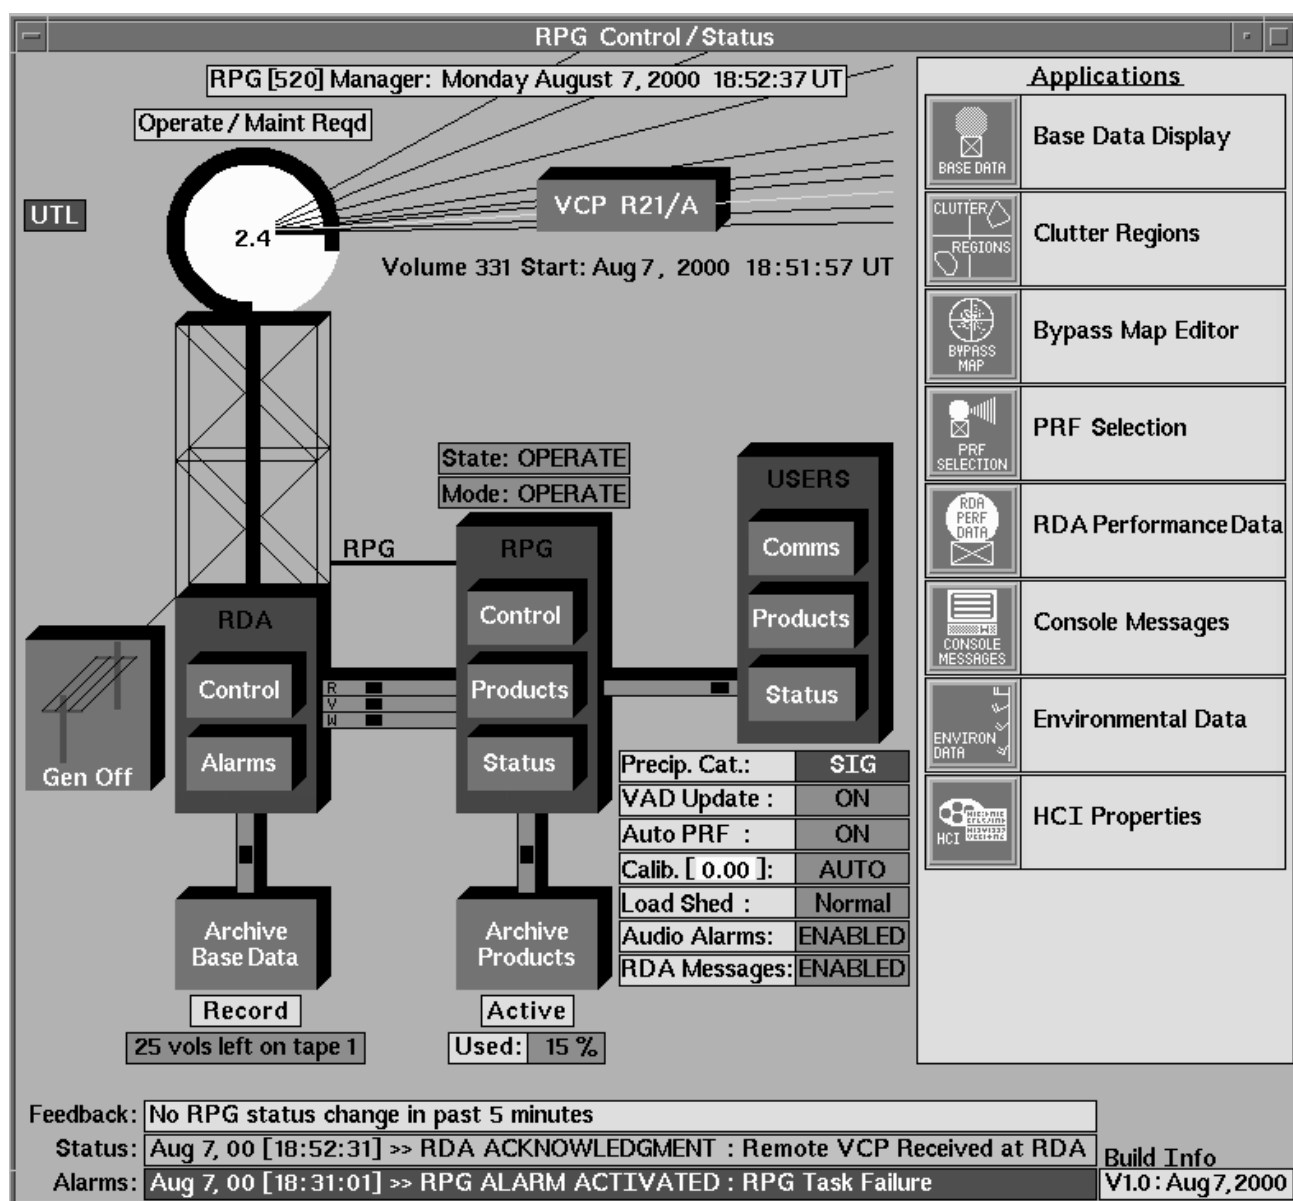 RPG Control/Status
RPG [520] Manager: Monday August 7, 2000 18:52:37 UT
Operate / Maint Reqd
UTL
2.4
VCP R21/A
Volume 331 Start: Aug 7, 2000 18:51:57 UT
State: OPERATE
Mode: OPERATE
RPG
RDA
Control
Alarms
Gen Off
R
V
W
RPG
Control
Products
Status
USERS
Comms
Products
Status
Precip. Cat.: SIG
VAD Update : ON
Auto PRF : ON
Calib. [ 0.00 ]: AUTO
Load Shed : Normal
Audio Alarms: ENABLED
RDA Messages: ENABLED
Archive
Base Data
Record
25 vols left on tape 1
Archive
Products
Active
Used: 15 %
Applications
BASE DATA
Base Data Display
CLUTTER
REGIONS
Clutter Regions
BYPASS
MAP
Bypass Map Editor
PRF
SELECTION
PRF Selection
RDA
PERF
DATA
RDA Performance Data
CONSOLE
MESSAGES
Console Messages
ENVIRON
DATA
Environmental Data
HCI
HCI Properties
Feedback: No RPG status change in past 5 minutes
Status: Aug 7, 00 [18:52:31] >> RDA ACKNOWLEDGMENT : Remote VCP Received at RDA
Alarms: Aug 7, 00 [18:31:01] >> RPG ALARM ACTIVATED : RPG Task Failure
Build Info
V1.0 : Aug 7, 2000